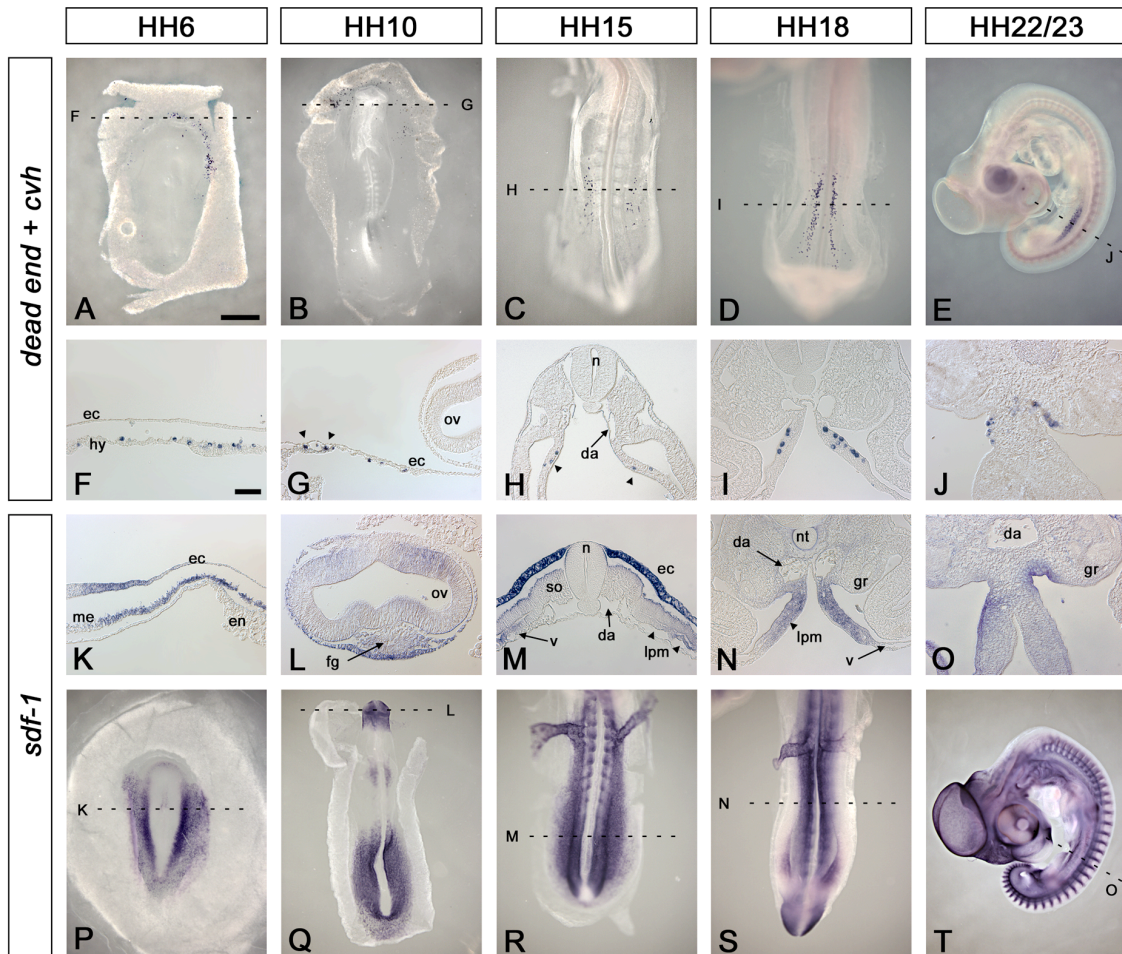 HH6 HH10 HH15 HH18 HH22/23
dead end + cvh
F A
G B
H C
I D
J E
ec hy F
ov ec G
n da H
I
J
sdf-1
ec me en K
ov fg L
n ec so v da lpm M
nt da gr lpm v N
da gr O
K P
L Q
M R
N S
O T